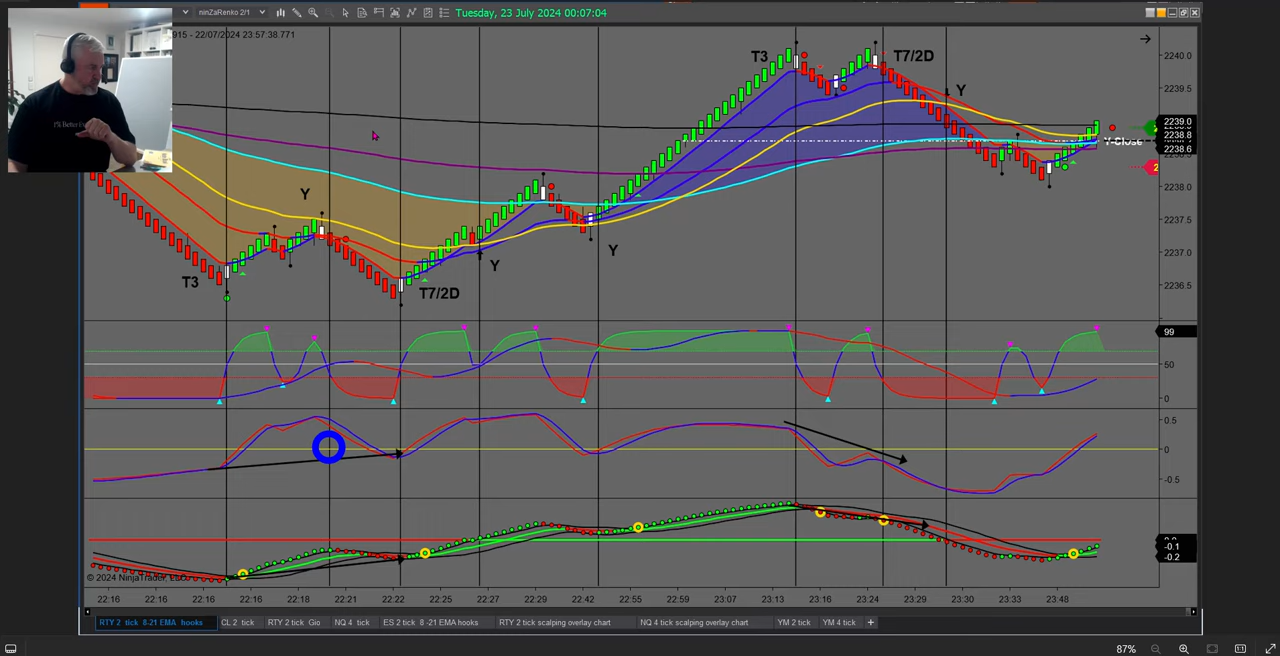 ninZaRenko 2/1
Tuesday, 23 July 2024 00:07:04
915 - 22/07/2024 23:57:38.771
T3
T7/2D
Y
Y
T3
T7/2D
Y
Y
Y-Close
2240.0
2239.5
2239.0
2238.8
2238.6
2238.0
2237.5
2237.0
2236.5
99
50
0
0.5
0
-0.5
-0.1
-0.2
© 2024 NinjaTrader, LLC
22:16 22:16 22:16 22:16 22:18 22:21 22:22 22:25 22:27 22:29 22:42 22:55 22:59 23:07 23:13 23:16 23:24 23:29 23:30 23:33 23:48
RTY 2 tick 8-21 EMA hooks CL 2 tick RTY 2 tick Gio NQ 4 tick ES 2 tick 8 -21 EMA hooks RTY 2 tick scalping overlay chart NQ 4 tick scalping overlay chart YM 2 tick YM 4 tick +
87%